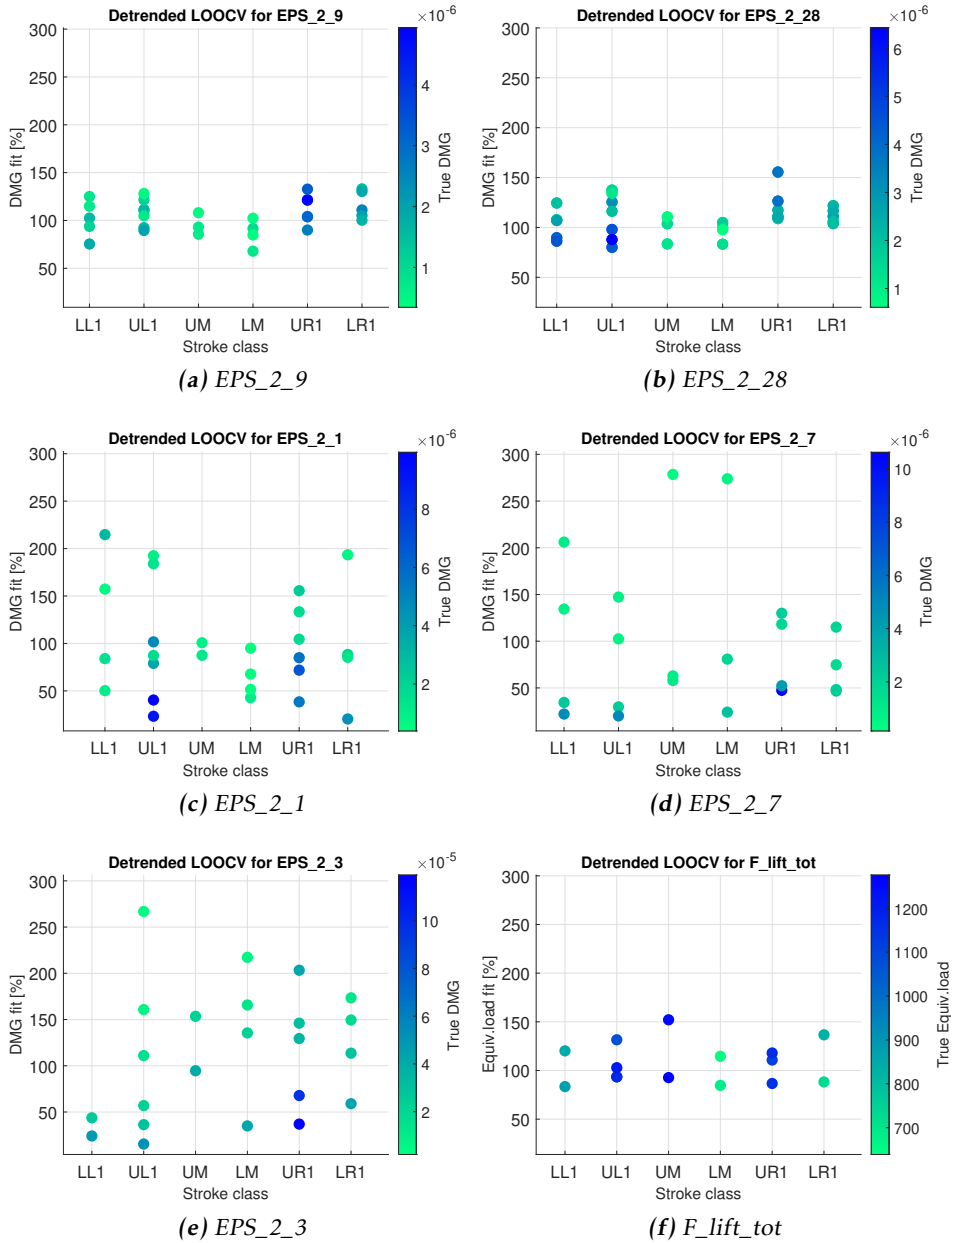 Detrended LOOCV for EPS_2_9
×10⁻⁶
300
250
200
150
100
50
DMG fit [%]
LL1 UL1 UM LM UR1 LR1
Stroke class
4
3
2
1
True DMG
(a) EPS_2_9
Detrended LOOCV for EPS_2_28
×10⁻⁶
300
250
200
150
100
50
DMG fit [%]
LL1 UL1 UM LM UR1 LR1
Stroke class
6
5
4
3
2
1
True DMG
(b) EPS_2_28
Detrended LOOCV for EPS_2_1
×10⁻⁶
300
250
200
150
100
50
DMG fit [%]
LL1 UL1 UM LM UR1 LR1
Stroke class
8
6
4
2
True DMG
(c) EPS_2_1
Detrended LOOCV for EPS_2_7
×10⁻⁶
300
250
200
150
100
50
DMG fit [%]
LL1 UL1 UM LM UR1 LR1
Stroke class
10
8
6
4
2
True DMG
(d) EPS_2_7
Detrended LOOCV for EPS_2_3
×10⁻⁵
300
250
200
150
100
50
DMG fit [%]
LL1 UL1 UM LM UR1 LR1
Stroke class
10
8
6
4
2
True DMG
(e) EPS_2_3
Detrended LOOCV for F_lift_tot
300
250
200
150
100
50
Equiv.load fit [%]
LL1 UL1 UM LM UR1 LR1
Stroke class
1200
1100
1000
900
800
700
True Equiv.load
(f) F_lift_tot